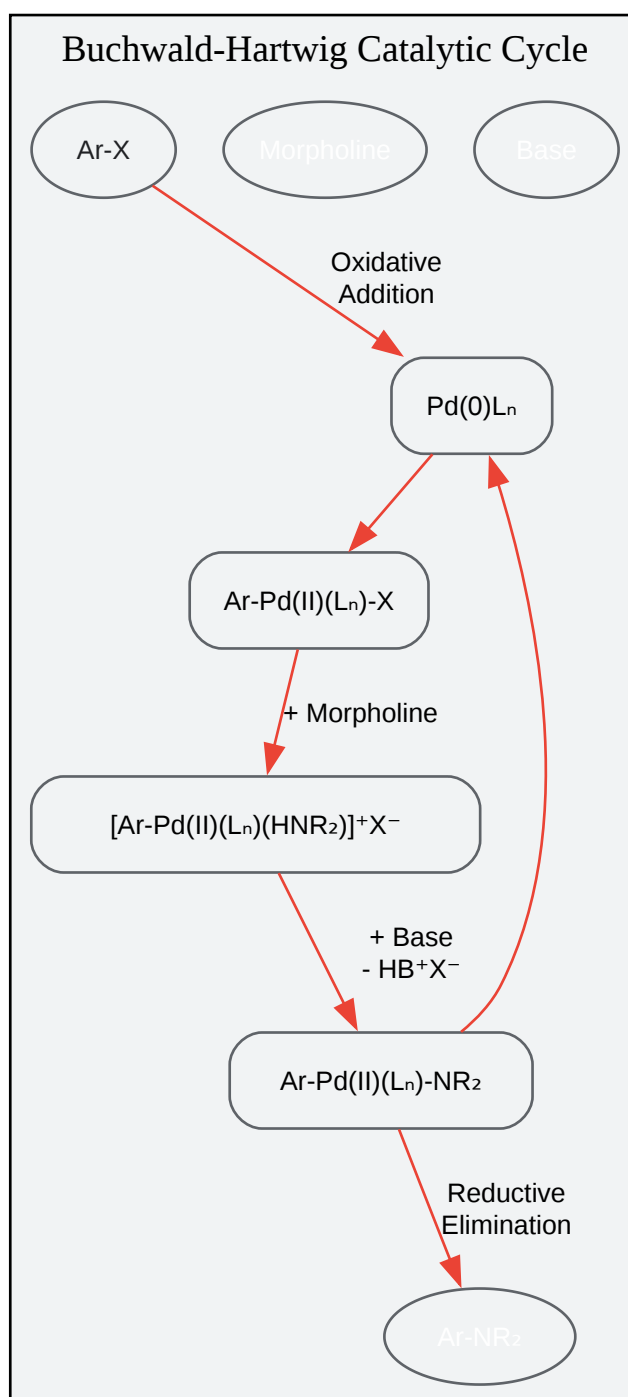 Buchwald-Hartwig Catalytic Cycle
Ar-X
Morpholine
Base
Oxidative
Addition
Pd(0)Lₙ
Ar-Pd(II)(Lₙ)-X
+ Morpholine
[Ar-Pd(II)(Lₙ)(HNR₂)]⁺X⁻
+ Base
- HB⁺X⁻
Ar-Pd(II)(Lₙ)-NR₂
Reductive
Elimination
Ar-NR₂